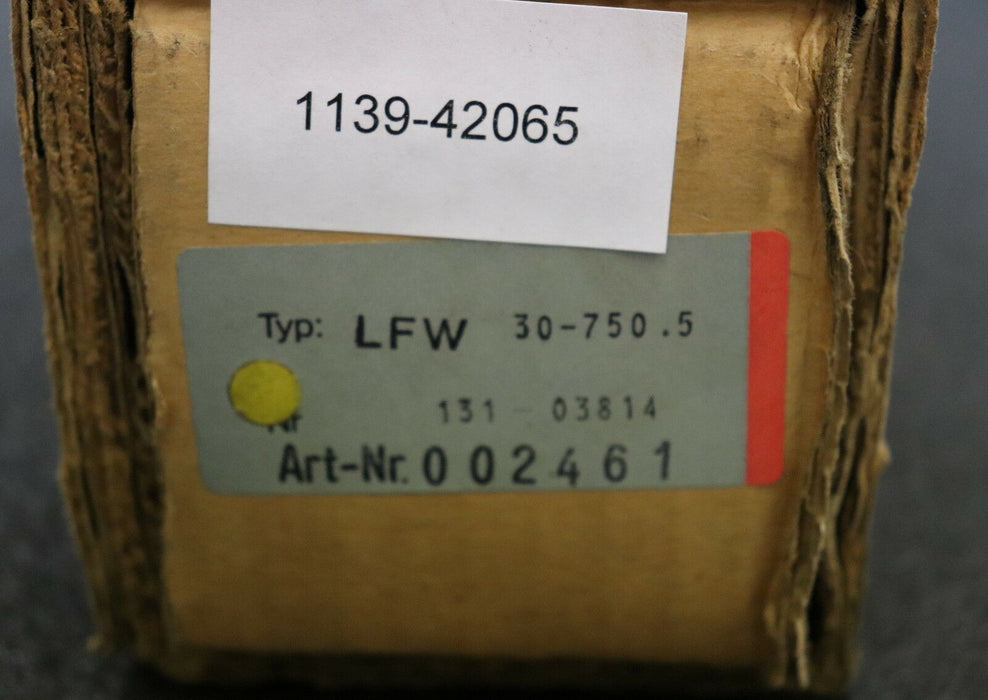 1139-42065
Typ: LFW 30-750.5
Nr 131-03814
Art-Nr. 002461